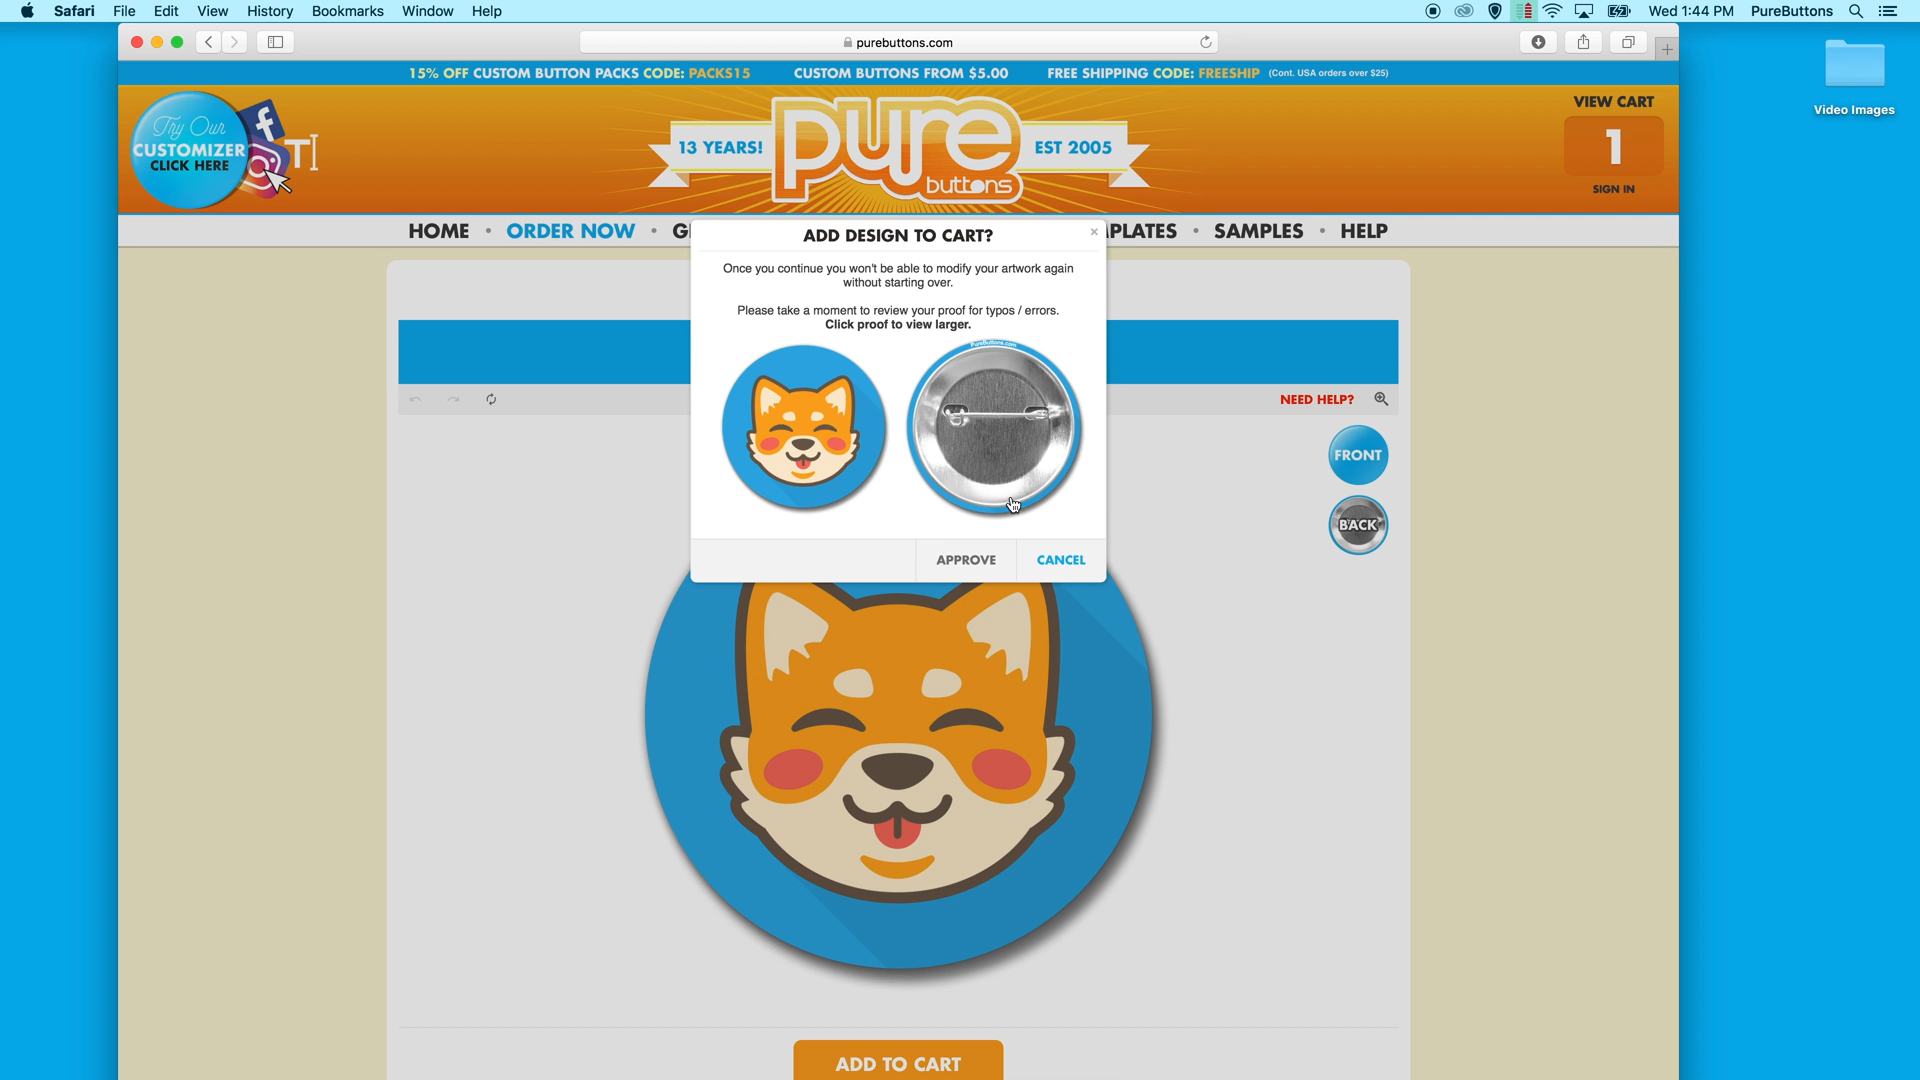 Safari File Edit View History Bookmarks Window Help
Wed 1:44 PM PureButtons
purebuttons.com
Video Images
15% OFF CUSTOM BUTTON PACKS CODE: PACKS15 CUSTOM BUTTONS FROM $5.00 FREE SHIPPING CODE: FREESHIP (Cont. USA orders over $25)
Try Our
CUSTOMIZER
CLICK HERE
f
T
13 YEARS!
pure
buttons
EST 2005
VIEW CART
1
SIGN IN
HOME • ORDER NOW • G
PLATES • SAMPLES • HELP
ADD DESIGN TO CART?
×
Once you continue you won't be able to modify your artwork again
without starting over.
Please take a moment to review your proof for typos / errors.
Click proof to view larger.
PureButtons.com
APPROVE
CANCEL
NEED HELP?
FRONT
BACK
ADD TO CART